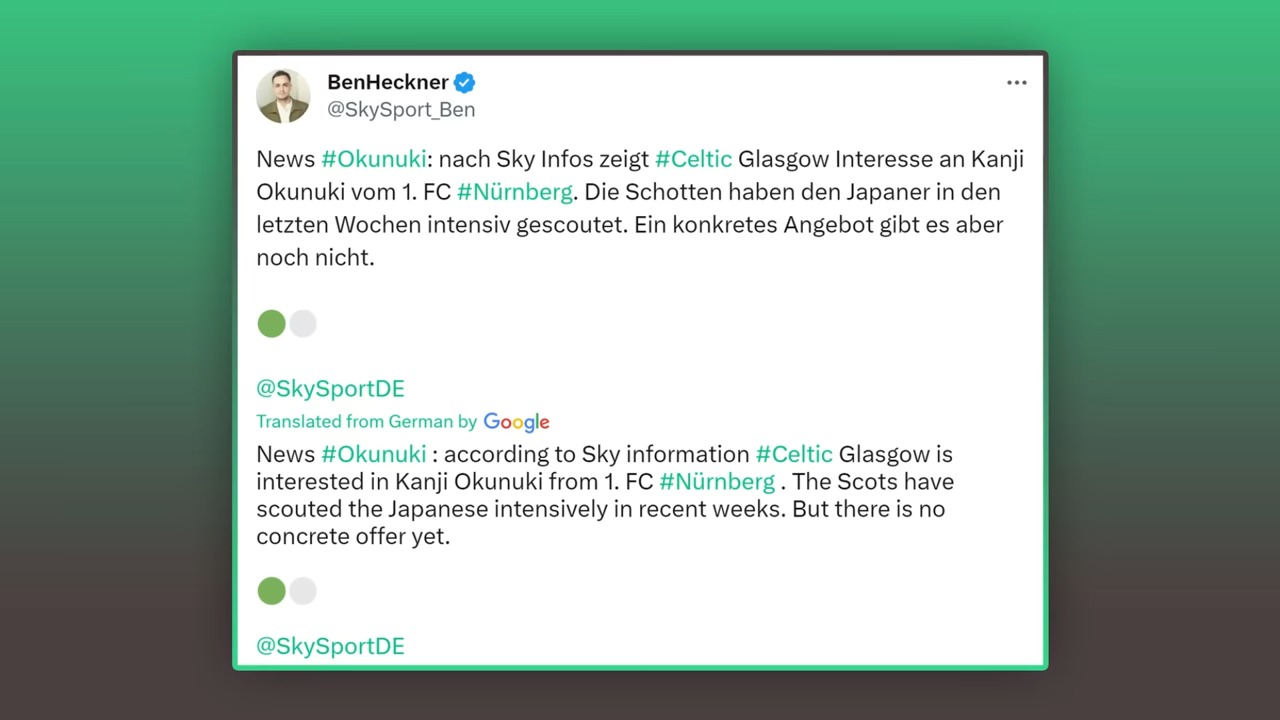 BenHeckner
@SkySport_Ben
News #Okunuki: nach Sky Infos zeigt #Celtic Glasgow Interesse an Kanji
Okunuki vom 1. FC #Nürnberg. Die Schotten haben den Japaner in den
letzten Wochen intensiv gescoutet. Ein konkretes Angebot gibt es aber
noch nicht.
@SkySportDE
Translated from German by Google
News #Okunuki : according to Sky information #Celtic Glasgow is
interested in Kanji Okunuki from 1. FC #Nürnberg . The Scots have
scouted the Japanese intensively in recent weeks. But there is no
concrete offer yet.
@SkySportDE